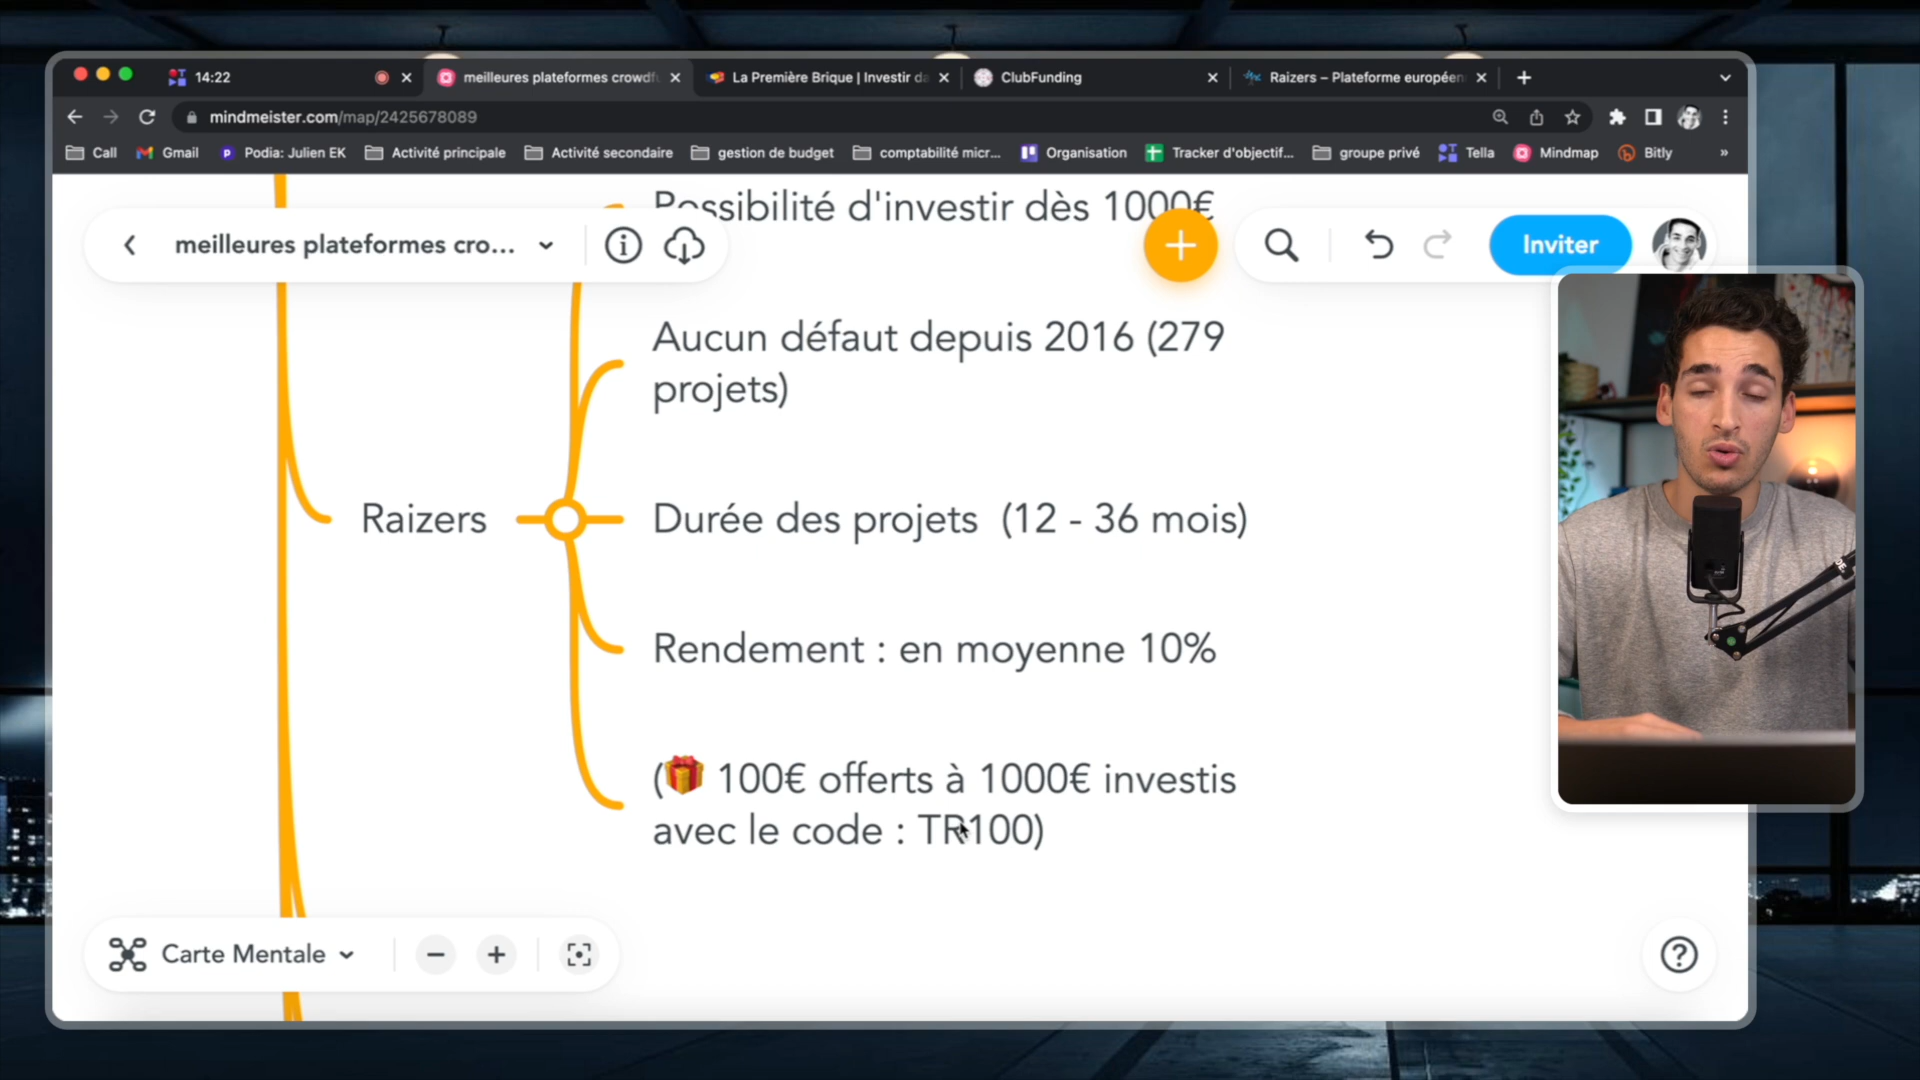 14:22
meilleures plateformes crowdf
La Première Brique | Investir da
ClubFunding
Raizers – Plateforme européen
mindmeister.com/map/2425678089
Call
Gmail
Podia: Julien EK
Activité principale
Activité secondaire
gestion de budget
comptabilité micr...
Organisation
Tracker d'objectif...
groupe privé
Tella
Mindmap
Bitly
»
Possibilité d'investir dès 1000€
meilleures plateformes cro...
Inviter
Aucun défaut depuis 2016 (279
projets)
Raizers
Durée des projets (12 - 36 mois)
Rendement : en moyenne 10%
(🎁 100€ offerts à 1000€ investis
avec le code : TR100)
Carte Mentale